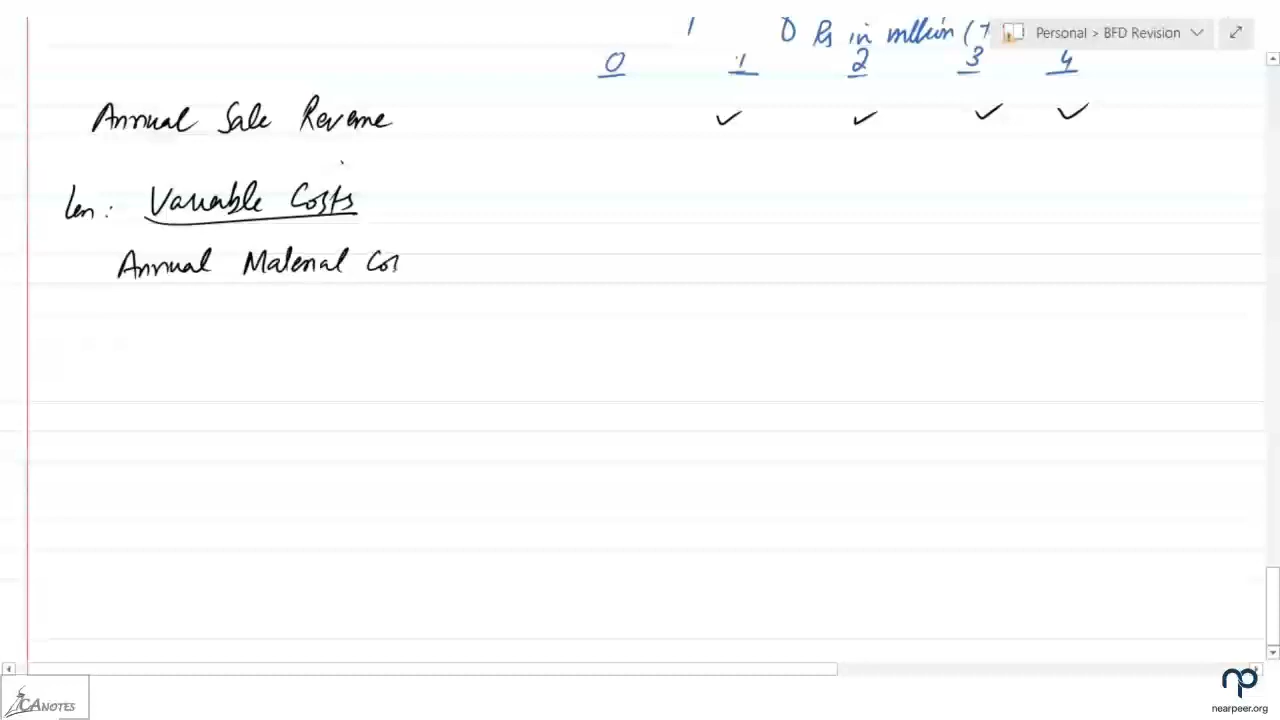 Rs in million (
Personal > BFD Revision
0 1 2 3 4
Annual Sale Revenue
Less: Variable Costs
Annual Material Cos
CANOTES
np
nearpeer.org